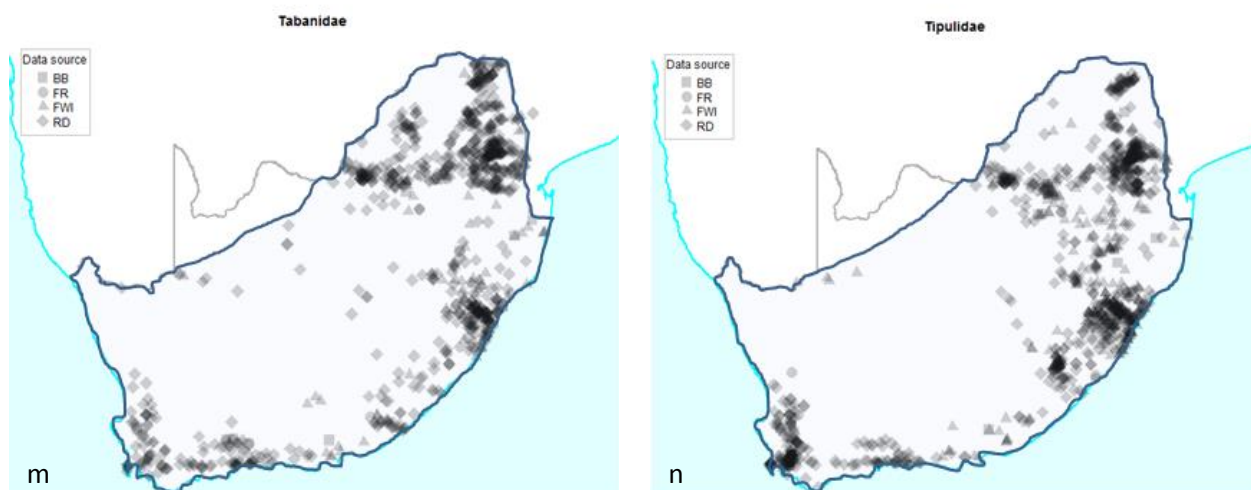 Tabanidae
Data source
BB
FR
FWI
RD
m
Tipulidae
Data source
BB
FR
FWI
RD
n